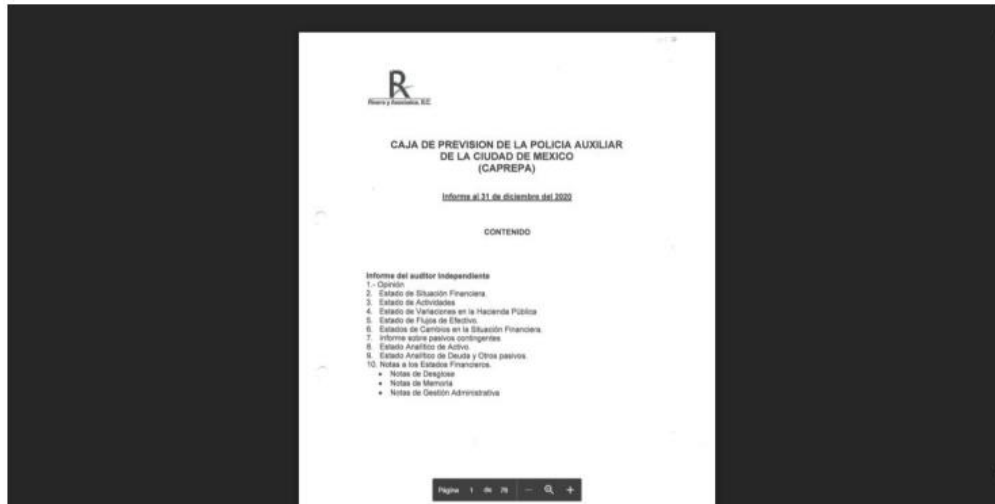 R
Rivera y Asociados, S.C.
CAJA DE PREVISION DE LA POLICIA AUXILIAR
DE LA CIUDAD DE MEXICO
(CAPREPA)
Informe al 31 de diciembre del 2020
CONTENIDO
Informe del auditor independiente
1.- Opinión
2. Estado de Situación Financiera.
3. Estado de Actividades
4. Estado de Variaciones en la Hacienda Pública
5. Estado de Flujos de Efectivo.
6. Estados de Cambios en la Situación Financiera.
7. Informe sobre pasivos contingentes
8. Estado Analítico de Activo.
9. Estado Analítico de Deuda y Otros pasivos.
10. Notas a los Estados Financieros.
• Notas de Desglose
• Notas de Memoria
• Notas de Gestión Administrativa
Página 1 de 76